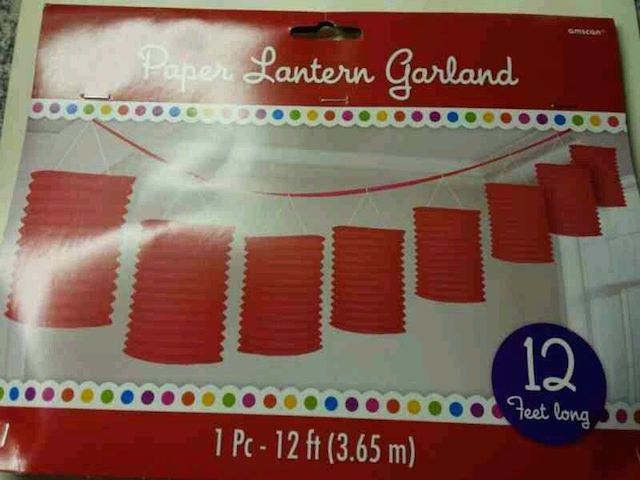 amscan
Paper Lantern Garland
12
Feet long
1 Pc - 12 ft (3.65 m)